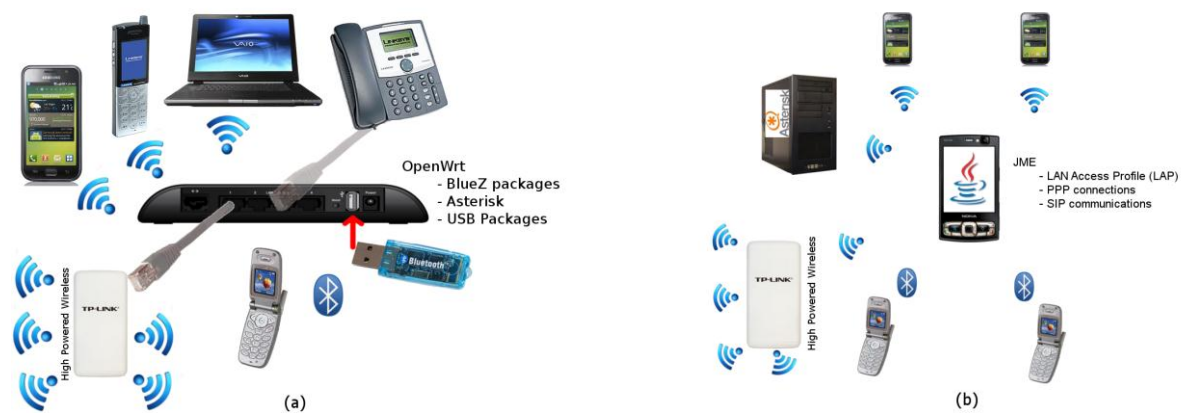 VAIO
SAMSUNG
OpenWrt
- BlueZ packages
- Asterisk
- USB Packages
Bluetooth
TP-LINK
High Powered Wireless
(a)
Asterisk
JME
- LAN Access Profile (LAP)
- PPP connections
- SIP communications
NOKIA
TP-LINK
High Powered Wireless
(b)